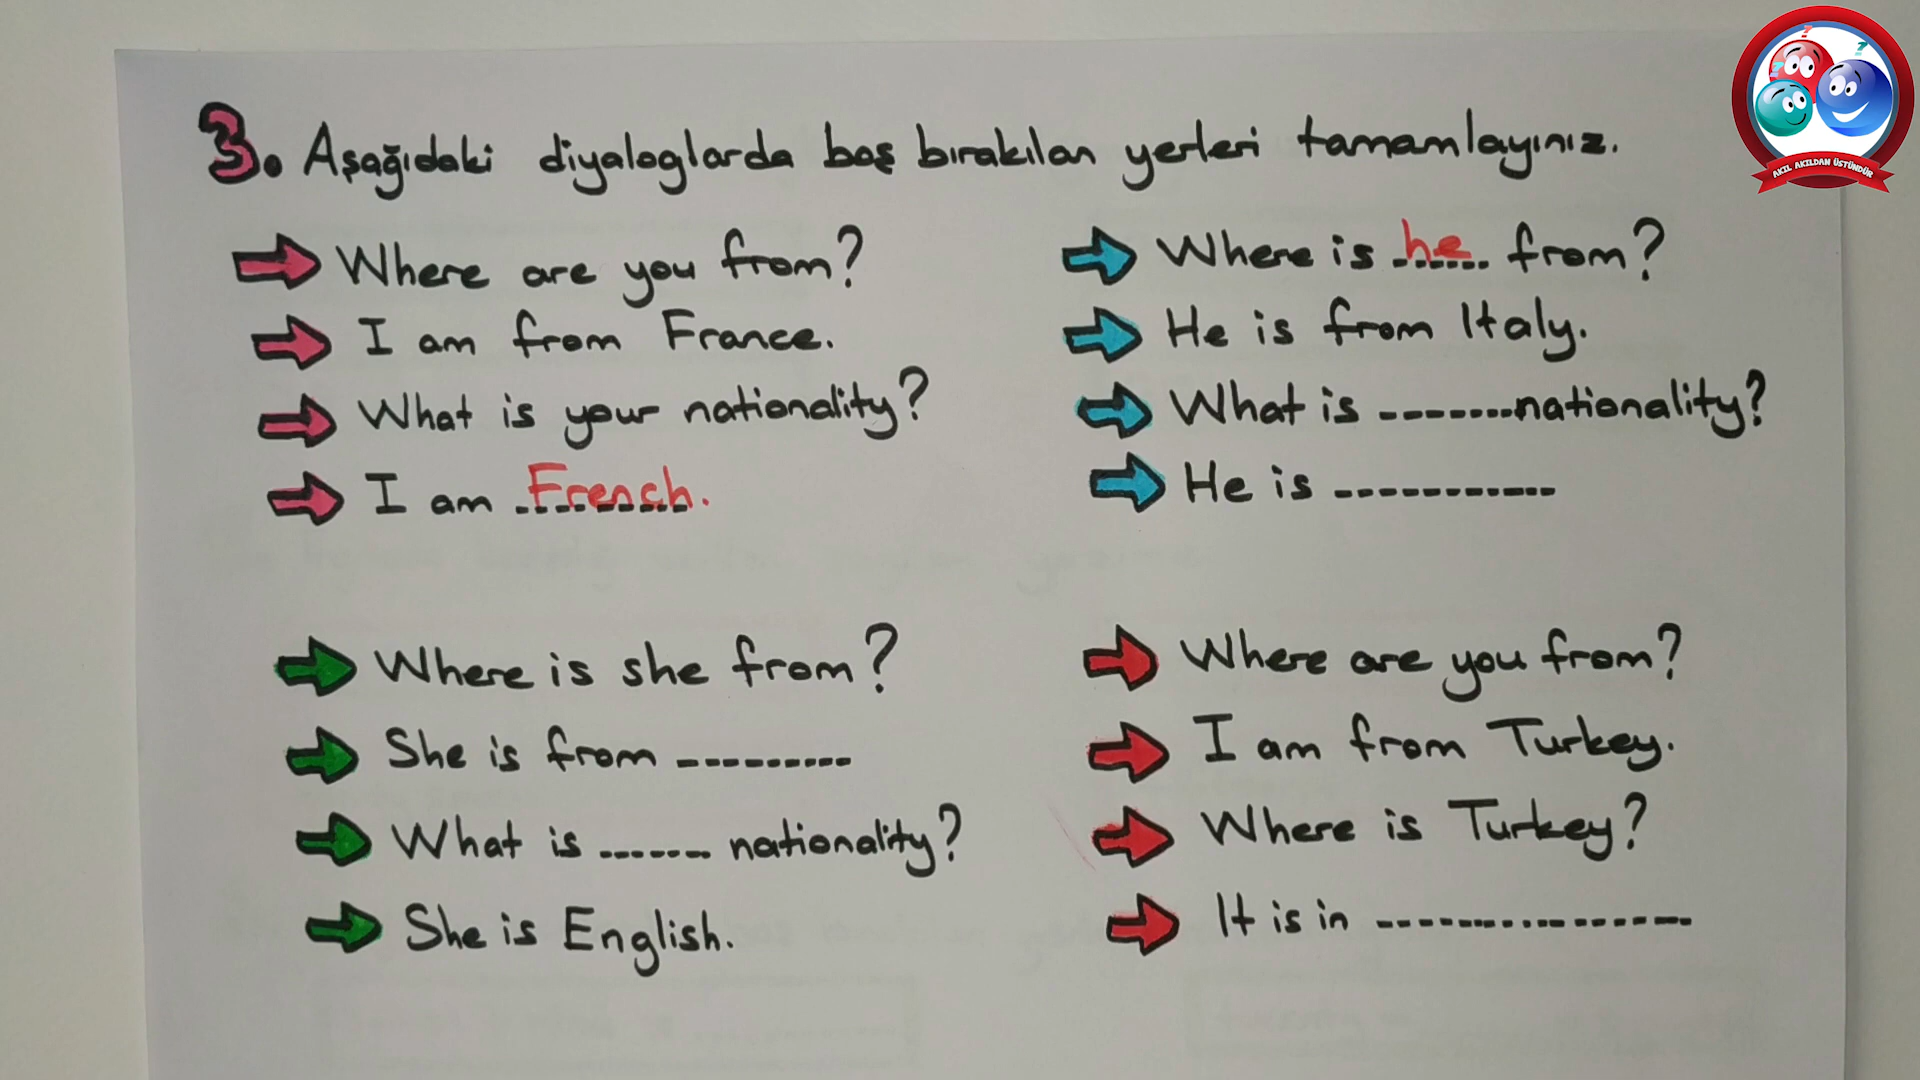 3. Aşağıdaki diyaloglarda boş bırakılan yerleri tamamlayınız.
Where are you from?
I am from France.
What is your nationality?
I am French.
Where is he from?
He is from Italy.
What is ------- nationality?
He is -----------
Where is she from?
She is from ---------
What is ------ nationality?
She is English.
Where are you from?
I am from Turkey.
Where is Turkey?
It is in ----------------
AKIL AKILDAN ÜSTÜNDÜR